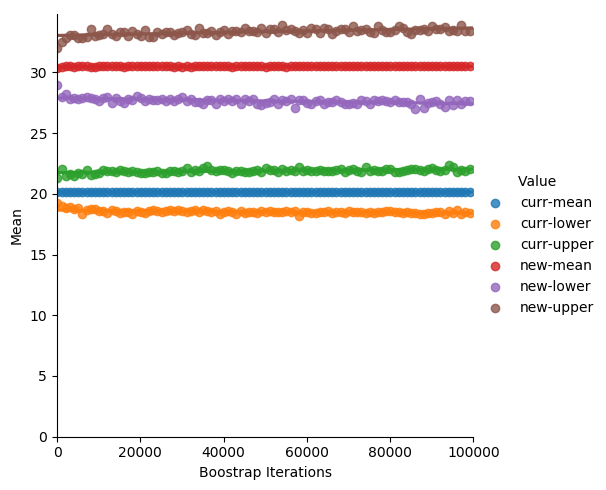 30
25
20
15
10
5
0
Mean
0 20000 40000 60000 80000 100000
Boostrap Iterations
Value
curr-mean
curr-lower
curr-upper
new-mean
new-lower
new-upper